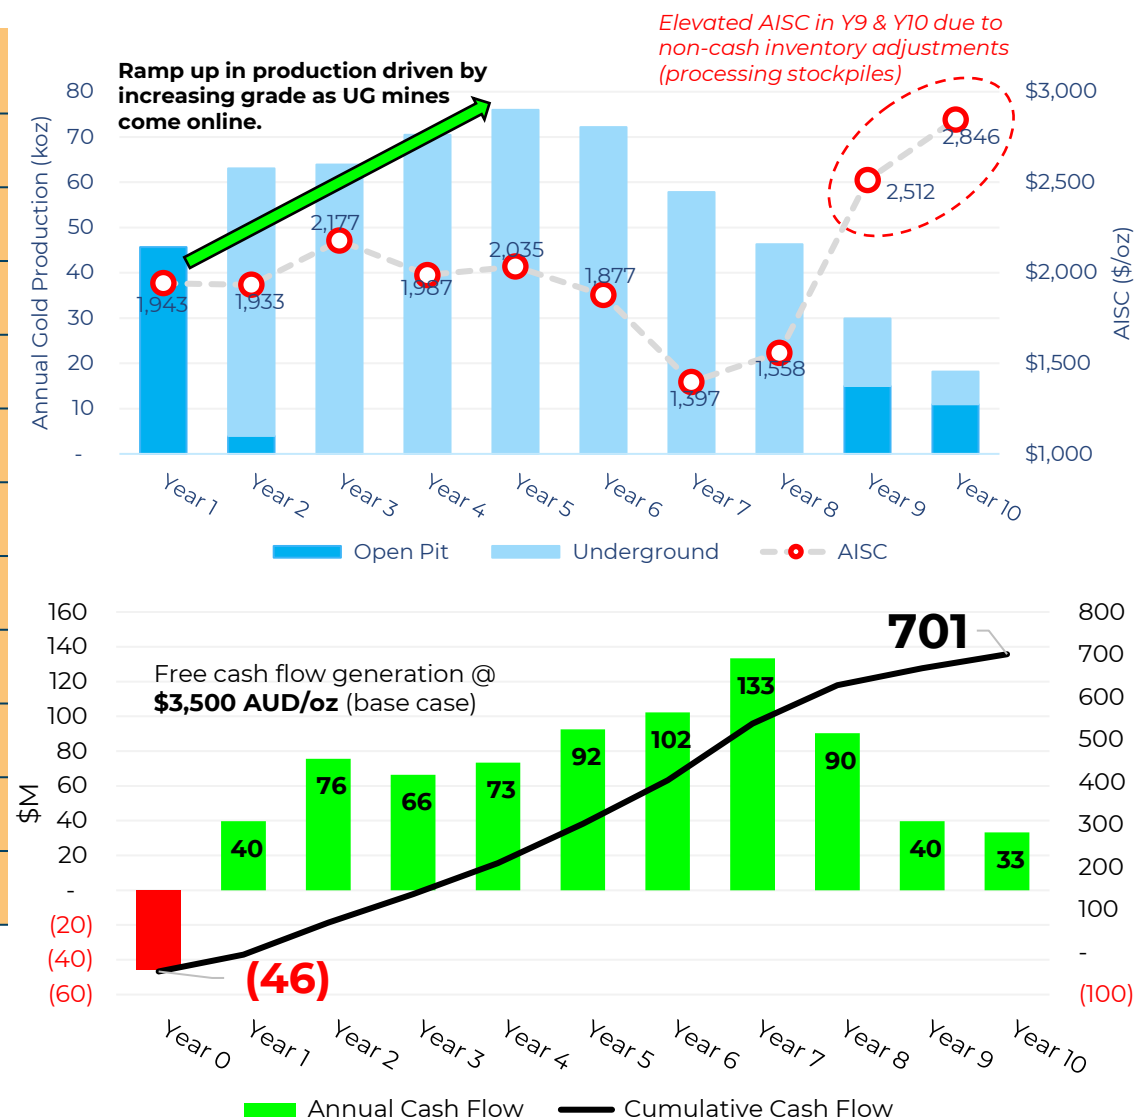 Elevated AISC in Y9 & Y10 due to
non-cash inventory adjustments
(processing stockpiles)
Ramp up in production driven by
increasing grade as UG mines
come online.
Annual Gold Production (koz)
80
70
60
50
40
30
20
10
-
$3,000
$2,500
$2,000
$1,500
$1,000
AISC ($/oz)
1,943
1,933
2,177
1,987
2,035
1,877
1,397
1,558
2,512
2,846
Year 1
Year 2
Year 3
Year 4
Year 5
Year 6
Year 7
Year 8
Year 9
Year 10
Open Pit
Underground
AISC
Free cash flow generation @
$3,500 AUD/oz (base case)
$M
160
140
120
100
80
60
40
20
-
(20)
(40)
(60)
800
700
600
500
400
300
200
100
-
(100)
(46)
40
76
66
73
92
102
133
90
40
33
701
Year 0
Year 1
Year 2
Year 3
Year 4
Year 5
Year 6
Year 7
Year 8
Year 9
Year 10
Annual Cash Flow
Cumulative Cash Flow